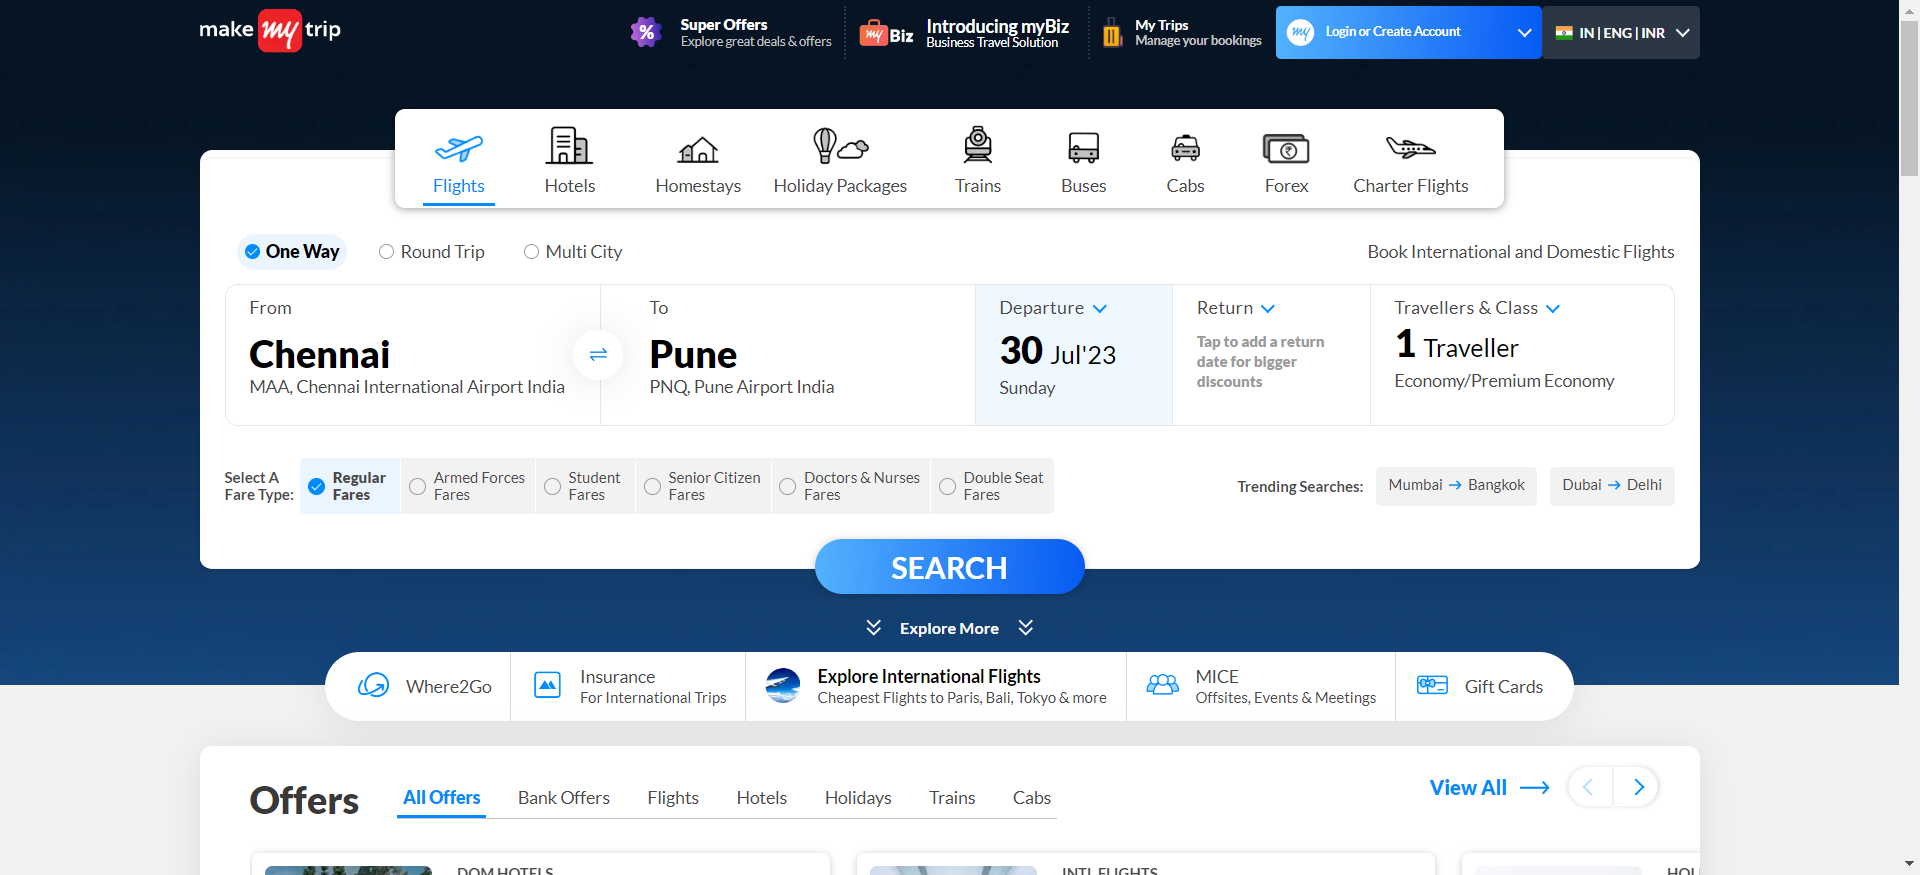 make my trip
%
Super Offers
Explore great deals & offers
my Biz
Introducing myBiz
Business Travel Solution
My Trips
Manage your bookings
my
Login or Create Account
IN | ENG | INR
Flights
Hotels
Homestays
Holiday Packages
Trains
Buses
Cabs
Forex
Charter Flights
One Way
Round Trip
Multi City
Book International and Domestic Flights
From
Chennai
MAA, Chennai International Airport India
To
Pune
PNQ, Pune Airport India
Departure
30 Jul'23
Sunday
Return
Tap to add a return
date for bigger
discounts
Travellers & Class
1 Traveller
Economy/Premium Economy
Select A
Fare Type:
Regular
Fares
Armed Forces
Fares
Student
Fares
Senior Citizen
Fares
Doctors & Nurses
Fares
Double Seat
Fares
Trending Searches:
Mumbai → Bangkok
Dubai → Delhi
SEARCH
Explore More
Where2Go
Insurance
For International Trips
Explore International Flights
Cheapest Flights to Paris, Bali, Tokyo & more
MICE
Offsites, Events & Meetings
Gift Cards
Offers
All Offers
Bank Offers
Flights
Hotels
Holidays
Trains
Cabs
View All
DOM HOTELS
INTL FLIGHTS